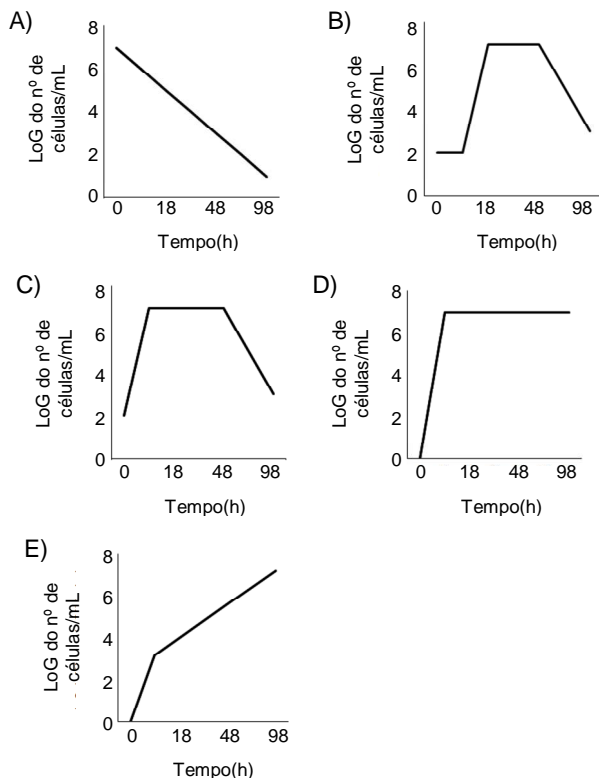 A)
LoG do nº de
células/mL
8
6
4
2
0
0 18 48 98
Tempo(h)
B)
LoG do nº de
células/mL
8
6
4
2
0
0 18 48 98
Tempo(h)
C)
LoG do nº de
células/mL
8
6
4
2
0
0 18 48 98
Tempo(h)
D)
LoG do nº de
células/mL
8
6
4
2
0
0 18 48 98
Tempo(h)
E)
LoG do nº de
células/mL
8
6
4
2
0
0 18 48 98
Tempo(h)